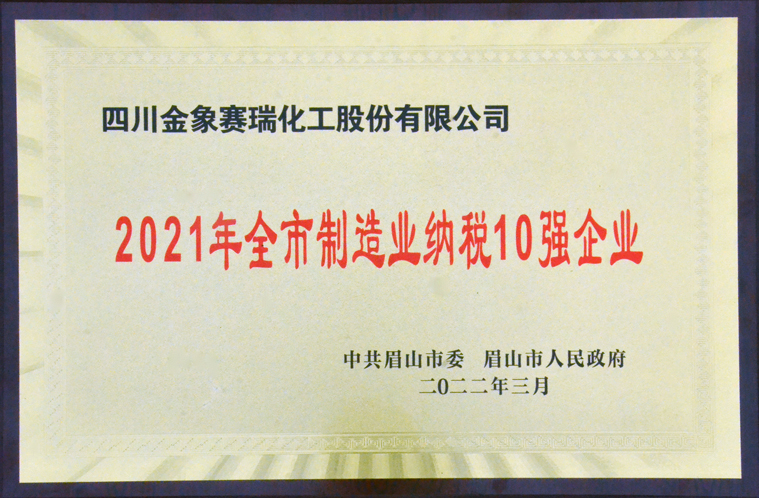 四川金象赛瑞化工股份有限公司
2021年全市制造业纳税10强企业
中共眉山市委 眉山市人民政府
二〇二二年三月